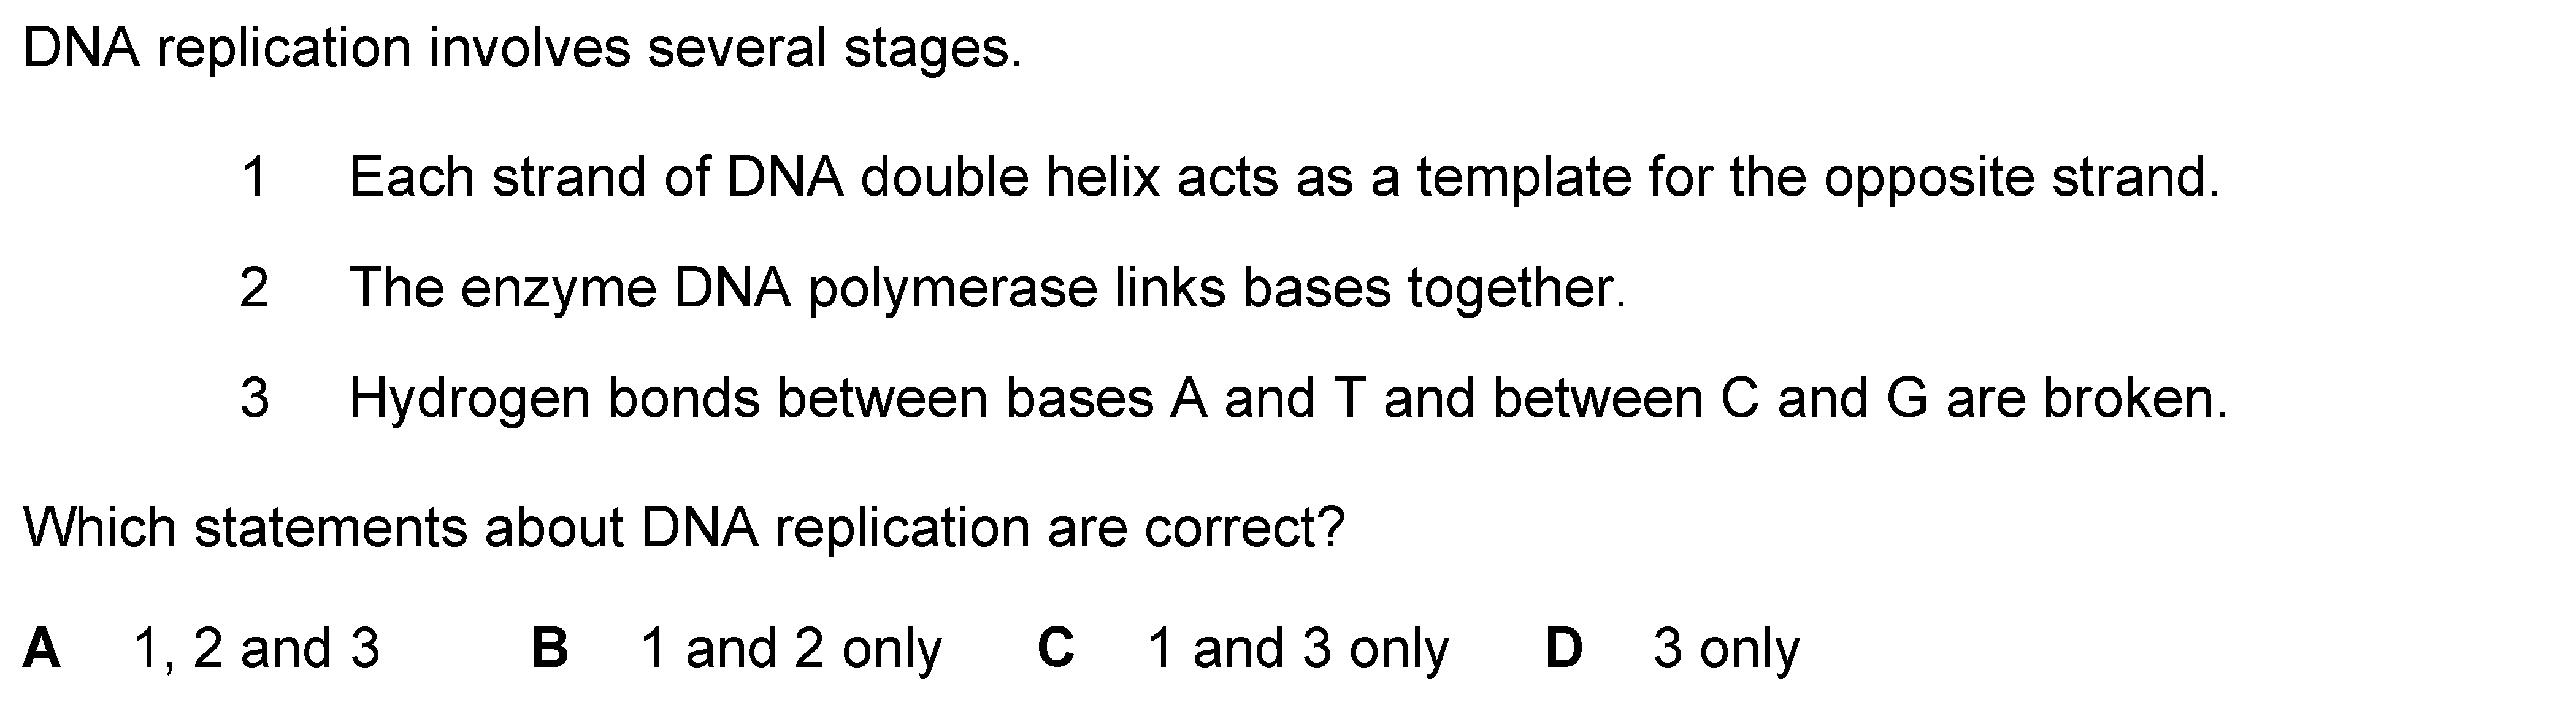 DNA replication involves several stages.
1 Each strand of DNA double helix acts as a template for the opposite strand.
2 The enzyme DNA polymerase links bases together.
3 Hydrogen bonds between bases A and T and between C and G are broken.
Which statements about DNA replication are correct?
A 1, 2 and 3 B 1 and 2 only C 1 and 3 only D 3 only